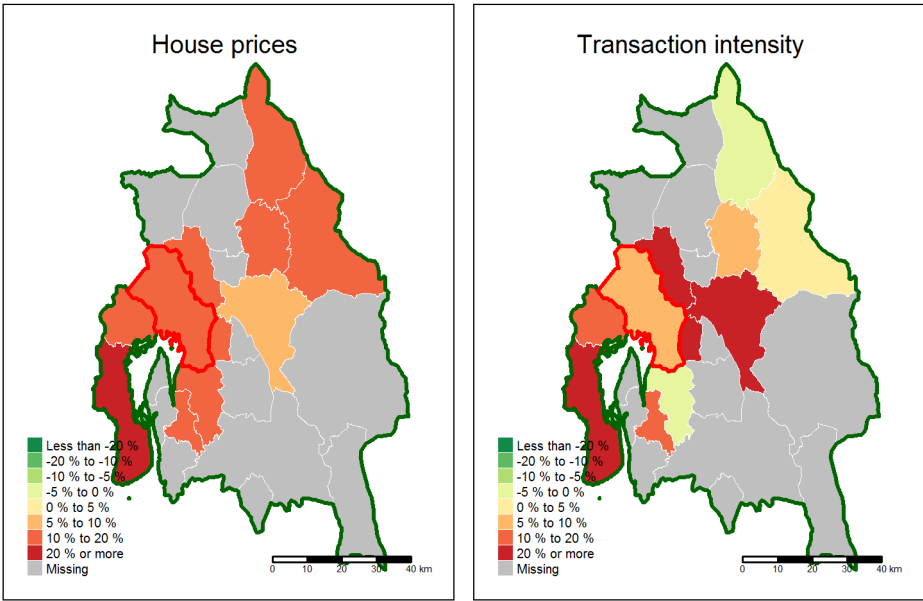 House prices
Less than -20 %
-20 % to -10 %
-10 % to -5 %
-5 % to 0 %
0 % to 5 %
5 % to 10 %
10 % to 20 %
20 % or more
Missing
0 10 20 30 40 km
Transaction intensity
Less than -20 %
-20 % to -10 %
-10 % to -5 %
-5 % to 0 %
0 % to 5 %
5 % to 10 %
10 % to 20 %
20 % or more
Missing
0 10 20 30 40 km